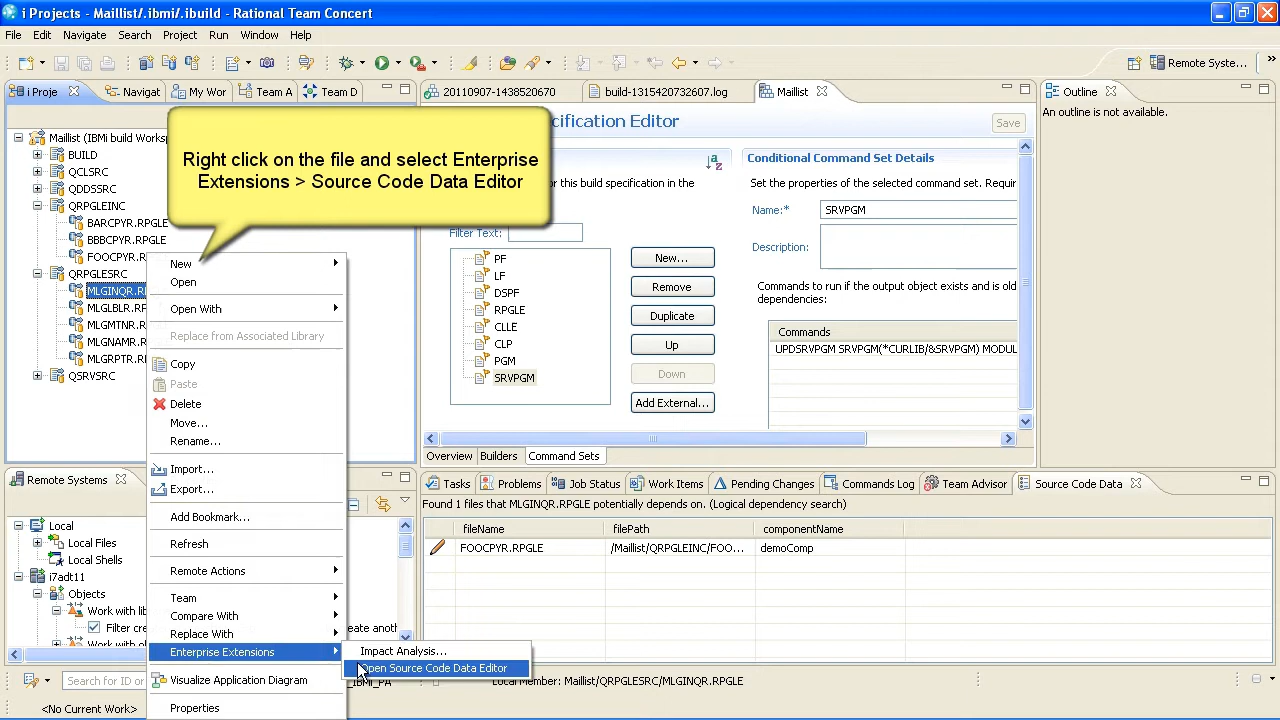 i Projects - Maillist/.ibmi/.ibuild - Rational Team Concert
File Edit Navigate Search Project Run Window Help
Remote Syste...
i Proje
Navigat
My Wor
Team A
Team D
20110907-1438520670
build-1315420732607.log
Maillist
Outline
An outline is not available.
Maillist (IBMi build Works
BUILD
QCLSRC
QDDSSRC
QRPGLEINC
BARCPYR.RPGLE
BBBCPYR.RPGLE
FOOCPYR.R
QRPGLESRC
MLGINQR.R
MLGLBLR.R
MLGMTNR.R
MLGNAMR.R
MLGRPTR.R
QSRVSRC
Right click on the file and select Enterprise
Extensions > Source Code Data Editor
cification Editor
Save
for this build specification in the
Filter Text:
PF
LF
DSPF
RPGLE
CLLE
CLP
PGM
SRVPGM
New...
Remove
Duplicate
Up
Down
Add External...
Conditional Command Set Details
Set the properties of the selected command set. Requir
Name:* SRVPGM
Description:
Commands to run if the output object exists and is old
dependencies:
Commands
UPDSRVPGM SRVPGM(*CURLIB/&SRVPGM) MODUL
Overview Builders Command Sets
New
Open
Open With
Replace from Associated Library
Copy
Paste
Delete
Move...
Rename...
Import...
Export...
Add Bookmark...
Refresh
Remote Actions
Team
Compare With
Replace With
Enterprise Extensions
Visualize Application Diagram
Properties
Impact Analysis...
Open Source Code Data Editor
Remote Systems
Local
Local Files
Local Shells
i7adt11
Objects
Work with lib
Filter cre
eate anoth
Work with ob
Tasks
Problems
Job Status
Work Items
Pending Changes
Commands Log
Team Advisor
Source Code Data
Found 1 files that MLGINQR.RPGLE potentially depends on. (Logical dependency search)
fileName filePath componentName
FOOCPYR.RPGLE /Maillist/QRPGLEINC/FOO... demoComp
Search for ID or
_IBMi_PA
Local Member: Maillist/QRPGLESRC/MLGINQR.RPGLE
<No Current Work>